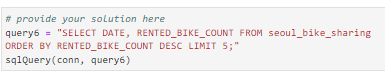 # provide your solution here
query6 = "SELECT DATE, RENTED_BIKE_COUNT FROM seoul_bike_sharing
ORDER BY RENTED_BIKE_COUNT DESC LIMIT 5;"
sqlQuery(conn, query6)